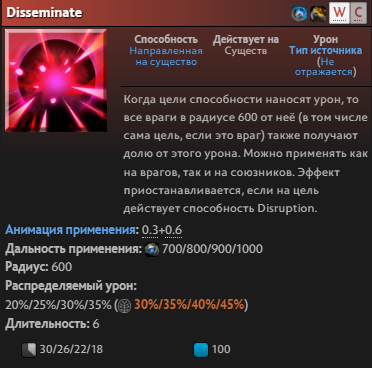 Disseminate
W C
Способность
Направленная
на существо
Действует на
Существ
Урон
Тип источника
(Не
отражается)
Когда цели способности наносят урон, то
все враги в радиусе 600 от неё (в том числе
сама цель, если это враг) также получают
долю от этого урона. Можно применять как
на врагов, так и на союзников. Эффект
приостанавливается, если на цель
действует способность Disruption.
Анимация применения: 0.3+0.6
Дальность применения: 700/800/900/1000
Радиус: 600
Распределяемый урон:
20%/25%/30%/35% ( 30%/35%/40%/45%)
Длительность: 6
30/26/22/18 100